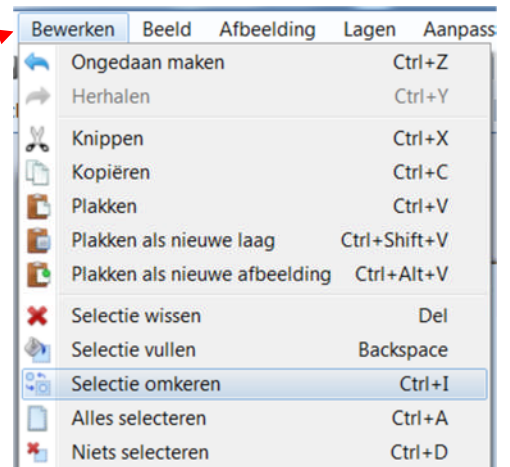 Bewerken Beeld Afbeelding Lagen Aanpass
Ongedaan maken Ctrl+Z
Herhalen Ctrl+Y
Knippen Ctrl+X
Kopiëren Ctrl+C
Plakken Ctrl+V
Plakken als nieuwe laag Ctrl+Shift+V
Plakken als nieuwe afbeelding Ctrl+Alt+V
Selectie wissen Del
Selectie vullen Backspace
Selectie omkeren Ctrl+I
Alles selecteren Ctrl+A
Niets selecteren Ctrl+D